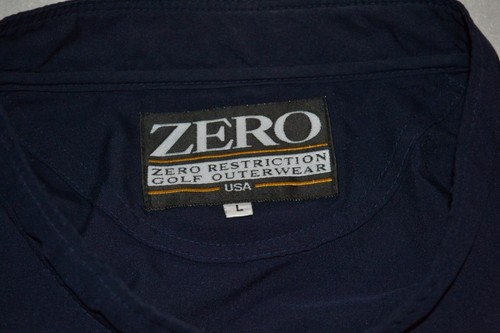 ZERO
ZERO RESTRICTION
GOLF OUTERWEAR
USA
L